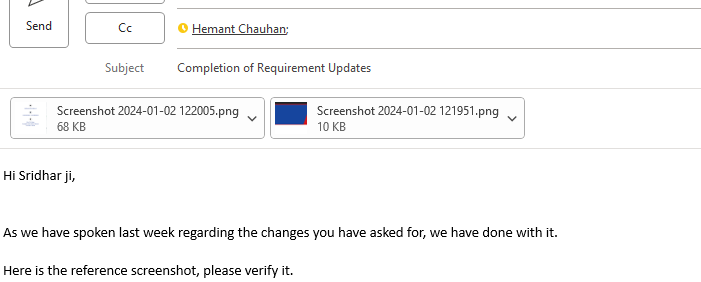 Send
Cc
Hemant Chauhan;
Subject
Completion of Requirement Updates
Screenshot 2024-01-02 122005.png
68 KB
Screenshot 2024-01-02 121951.png
10 KB
Hi Sridhar ji,
As we have spoken last week regarding the changes you have asked for, we have done with it.
Here is the reference screenshot, please verify it.